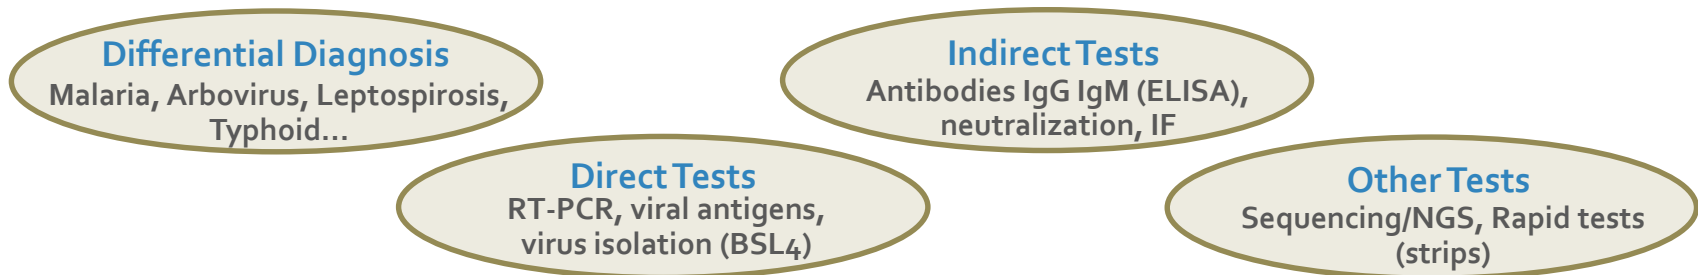 Differential Diagnosis
Malaria, Arbovirus, Leptospirosis,
Typhoid...
Direct Tests
RT-PCR, viral antigens,
virus isolation (BSL4)
Indirect Tests
Antibodies IgG IgM (ELISA),
neutralization, IF
Other Tests
Sequencing/NGS, Rapid tests
(strips)